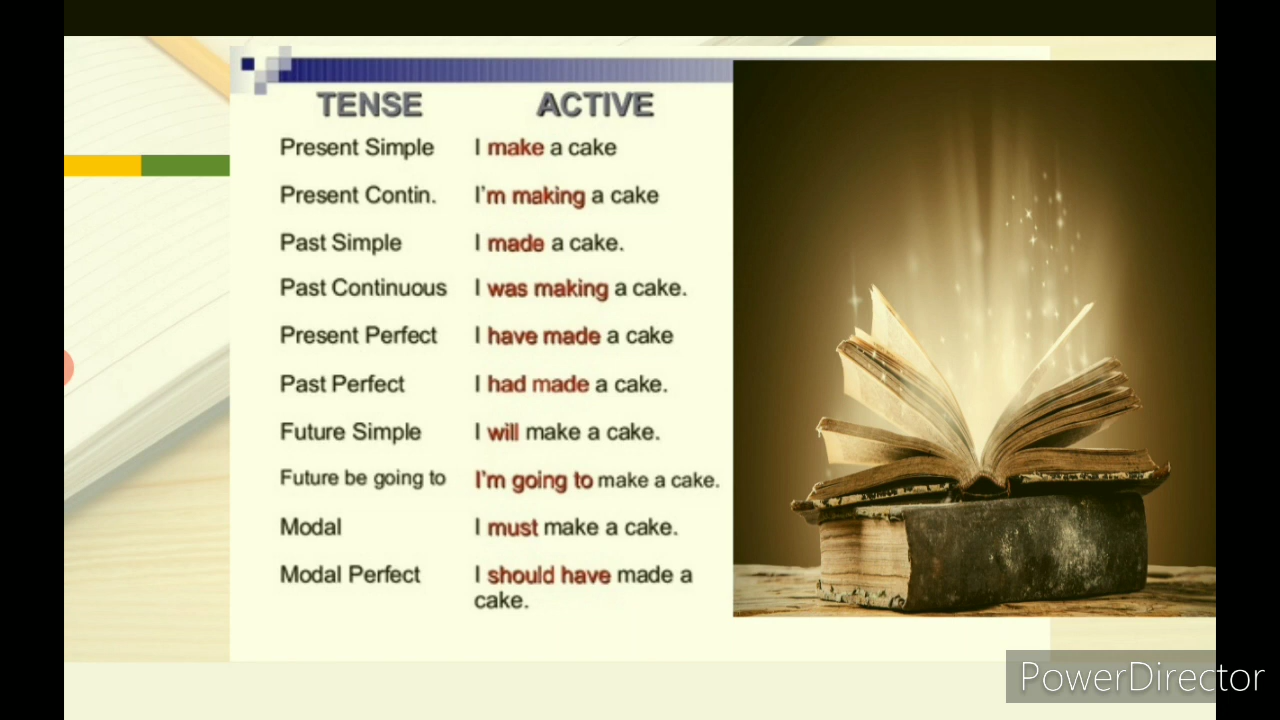 TENSE ACTIVE
Present Simple I make a cake
Present Contin. I'm making a cake
Past Simple I made a cake.
Past Continuous I was making a cake.
Present Perfect I have made a cake
Past Perfect I had made a cake.
Future Simple I will make a cake.
Future be going to I'm going to make a cake.
Modal I must make a cake.
Modal Perfect I should have made a
cake.
PowerDirector